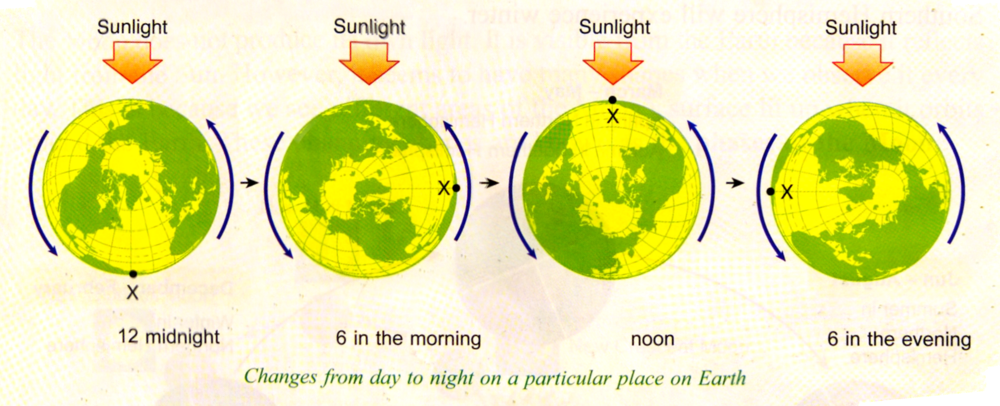 Sunlight
Sunlight
Sunlight
Sunlight
X
X
X
X
12 midnight
6 in the morning
noon
6 in the evening
Changes from day to night on a particular place on Earth